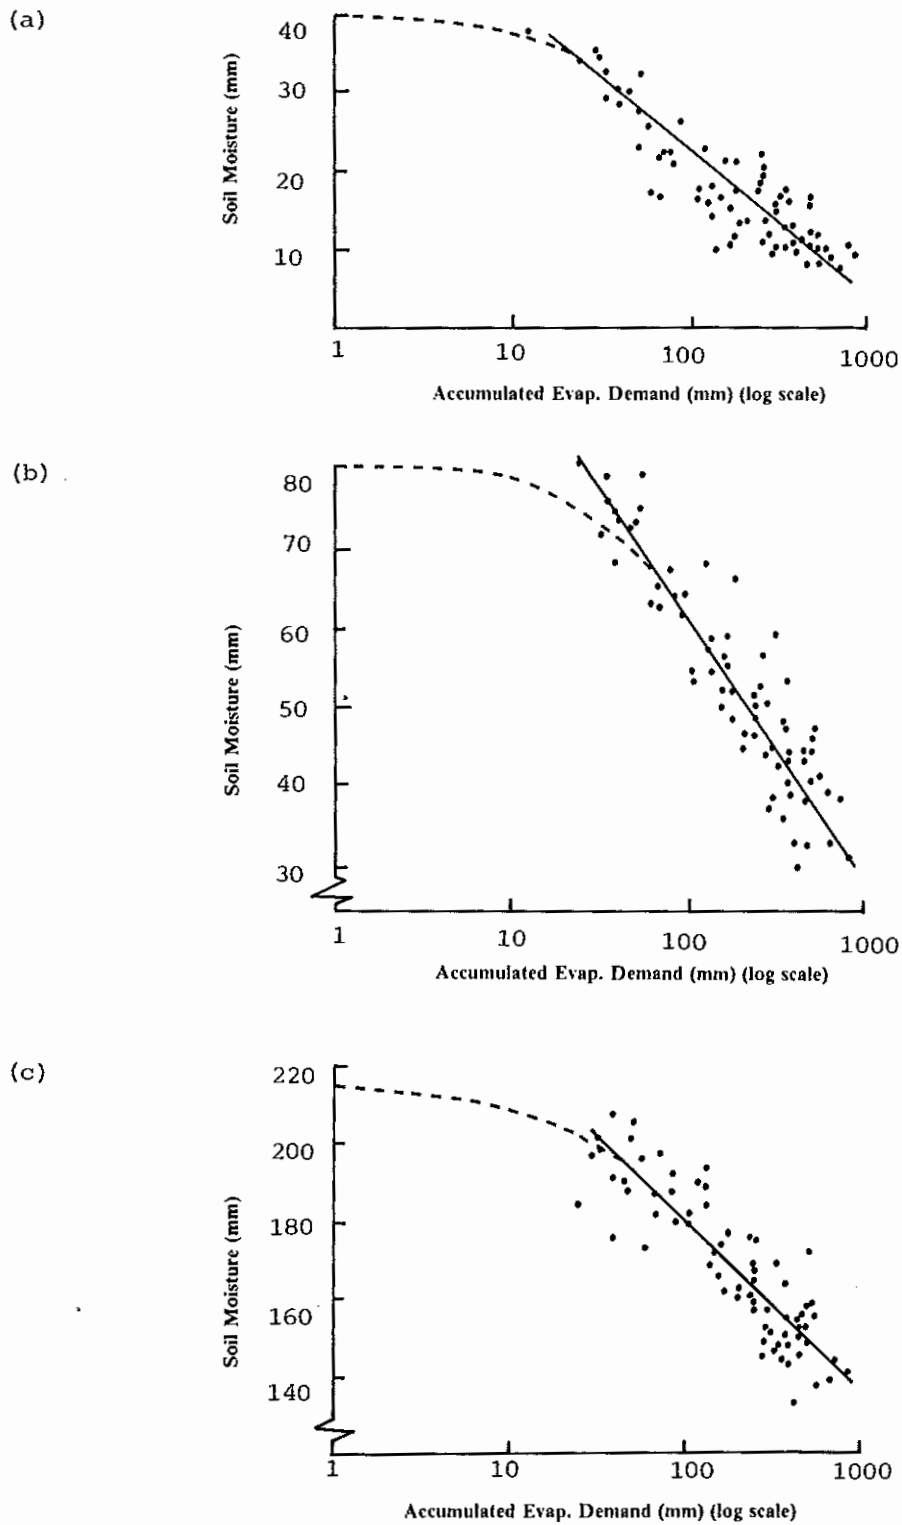 (a)
40
30
20
10
Soil Moisture (mm)
1 10 100 1000
Accumulated Evap. Demand (mm) (log scale)
(b)
80
70
60
50
40
30
Soil Moisture (mm)
1 10 100 1000
Accumulated Evap. Demand (mm) (log scale)
(c)
220
200
180
160
140
Soil Moisture (mm)
1 10 100 1000
Accumulated Evap. Demand (mm) (log scale)